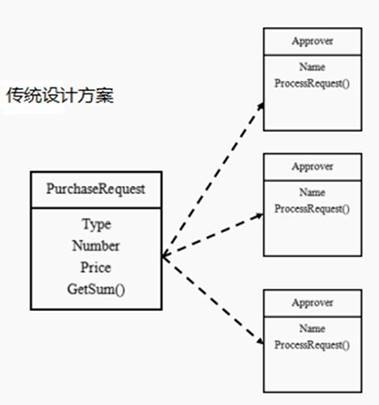 传统设计方案
PurchaseRequest
Type
Number
Price
GetSum()
Approver
Name
ProcessRequest()
Approver
Name
ProcessRequest()
Approver
Name
ProcessRequest()